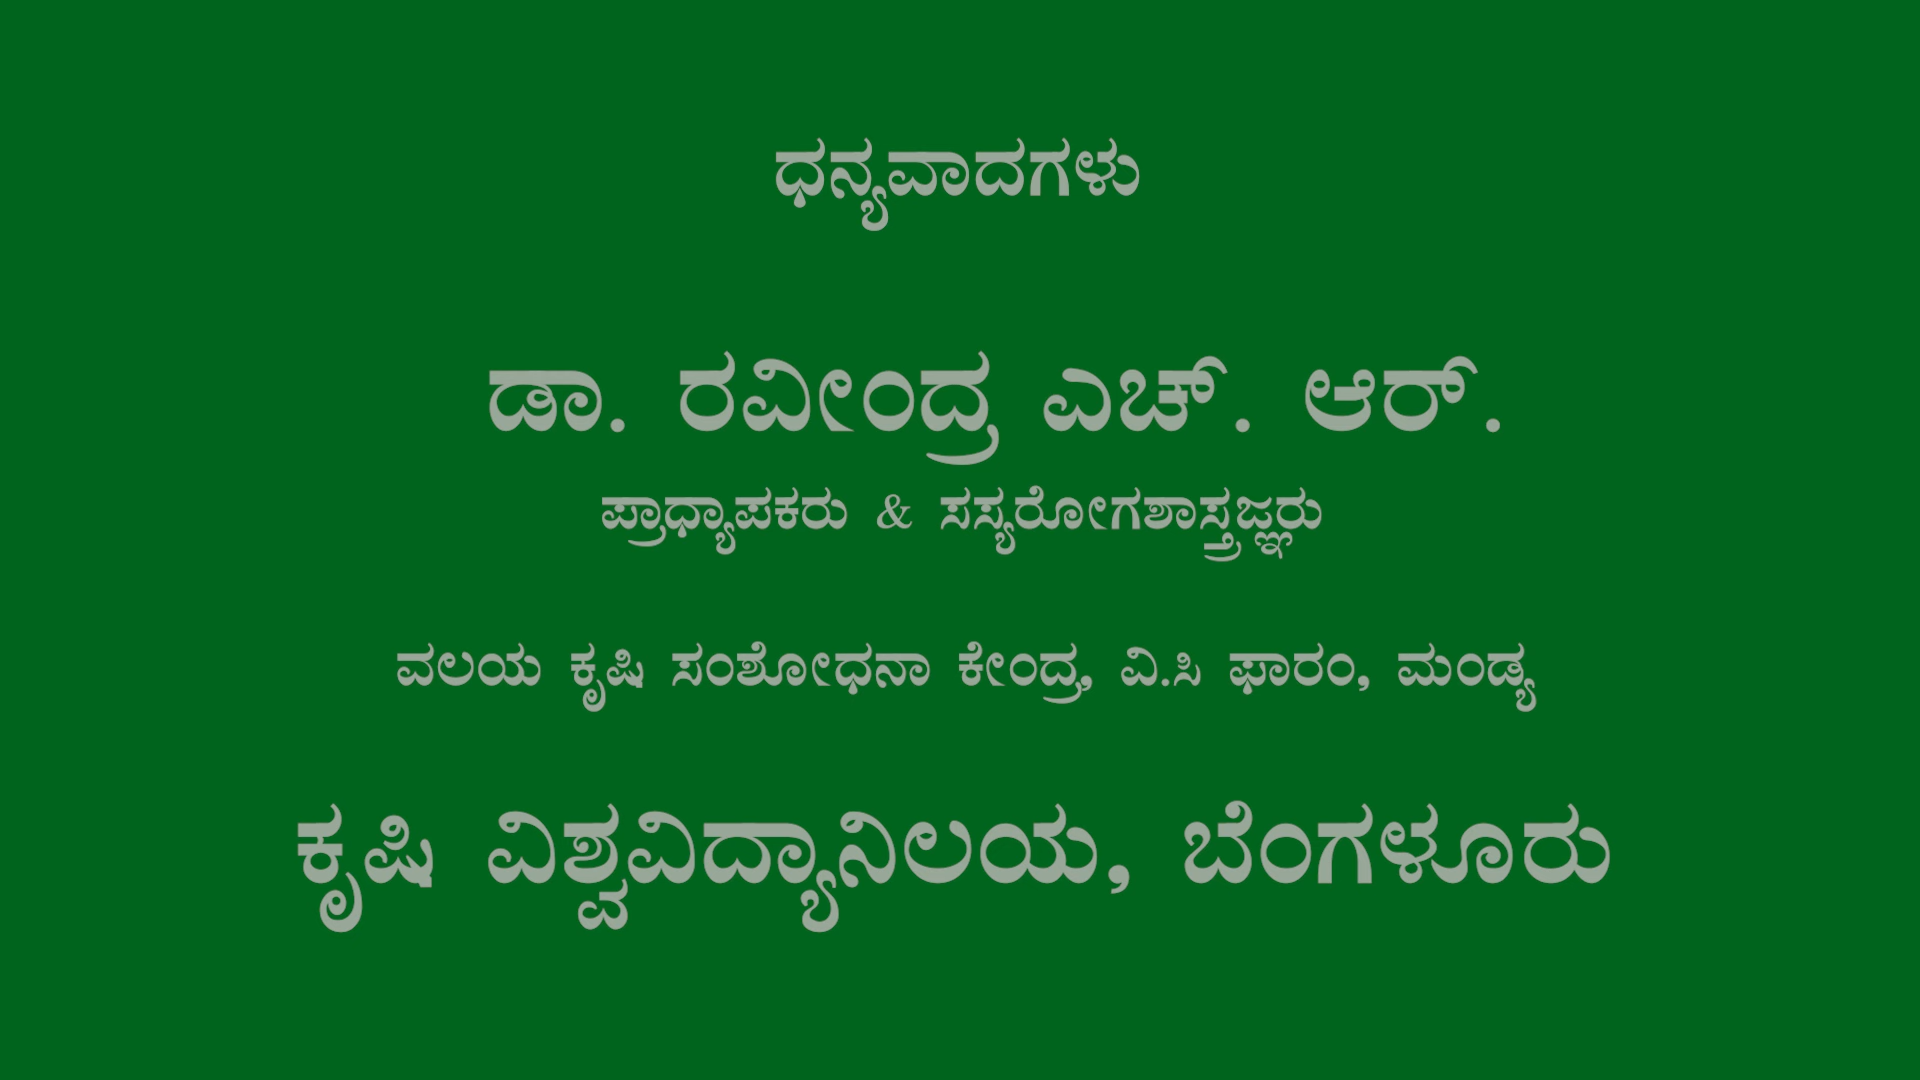 ಧನ್ಯವಾದಗಳು
ಡಾ. ರವೀಂದ್ರ ಎಚ್. ಆರ್.
ಪ್ರಾಧ್ಯಾಪಕರು & ಸಸ್ಯರೋಗಶಾಸ್ತ್ರಜ್ಞರು
ವಲಯ ಕೃಷಿ ಸಂಶೋಧನಾ ಕೇಂದ್ರ, ವಿ.ಸಿ ಫಾರಂ, ಮಂಡ್ಯ
ಕೃಷಿ ವಿಶ್ವವಿದ್ಯಾನಿಲಯ, ಬೆಂಗಳೂರು